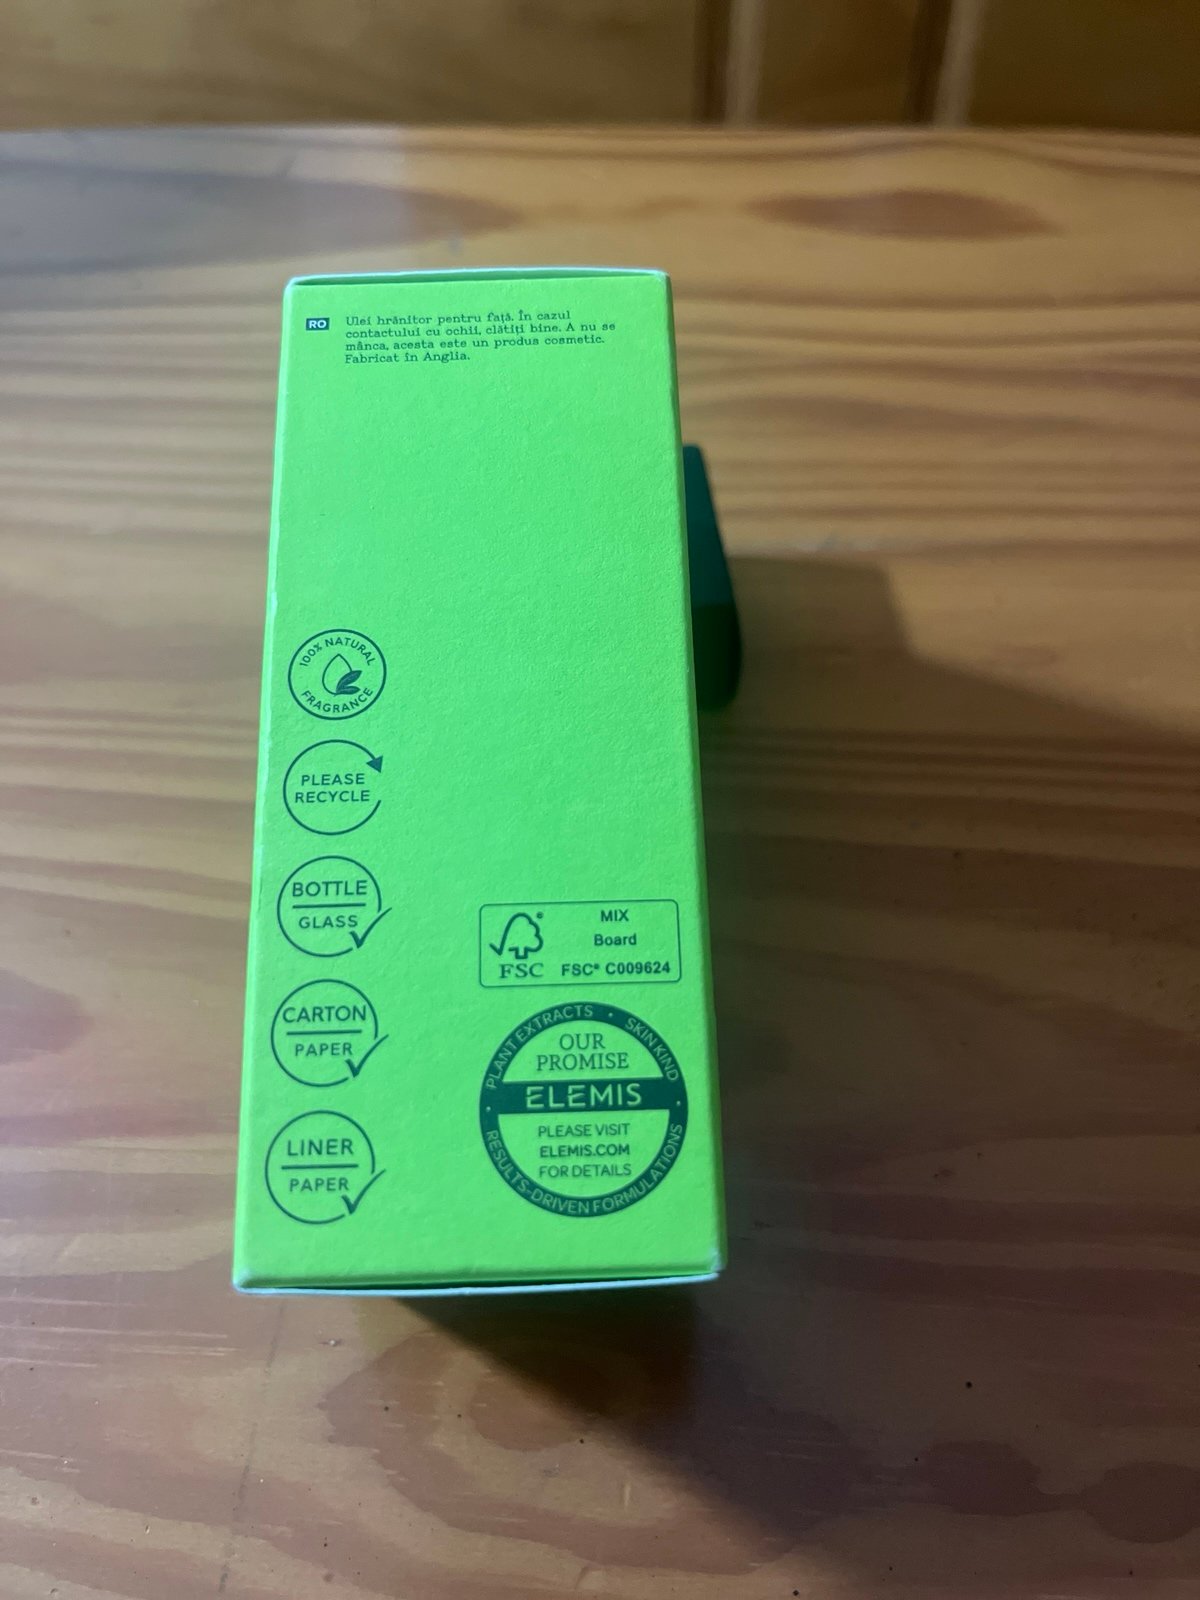 RO
Ulei hrănitor pentru față. În cazul
contactului cu ochii, clătiți bine. A nu se
mânca, acesta este un produs cosmetic.
Fabricat în Anglia.
100% NATURAL
FRAGRANCE
PLEASE
RECYCLE
BOTTLE
GLASS
CARTON
PAPER
LINER
PAPER
MIX
Board
FSC
FSC® C009624
PLANT EXTRACTS • SKIN KIND
OUR
PROMISE
ELEMIS
PLEASE VISIT
ELEMIS.COM
FOR DETAILS
RESULTS-DRIVEN FORMULATIONS